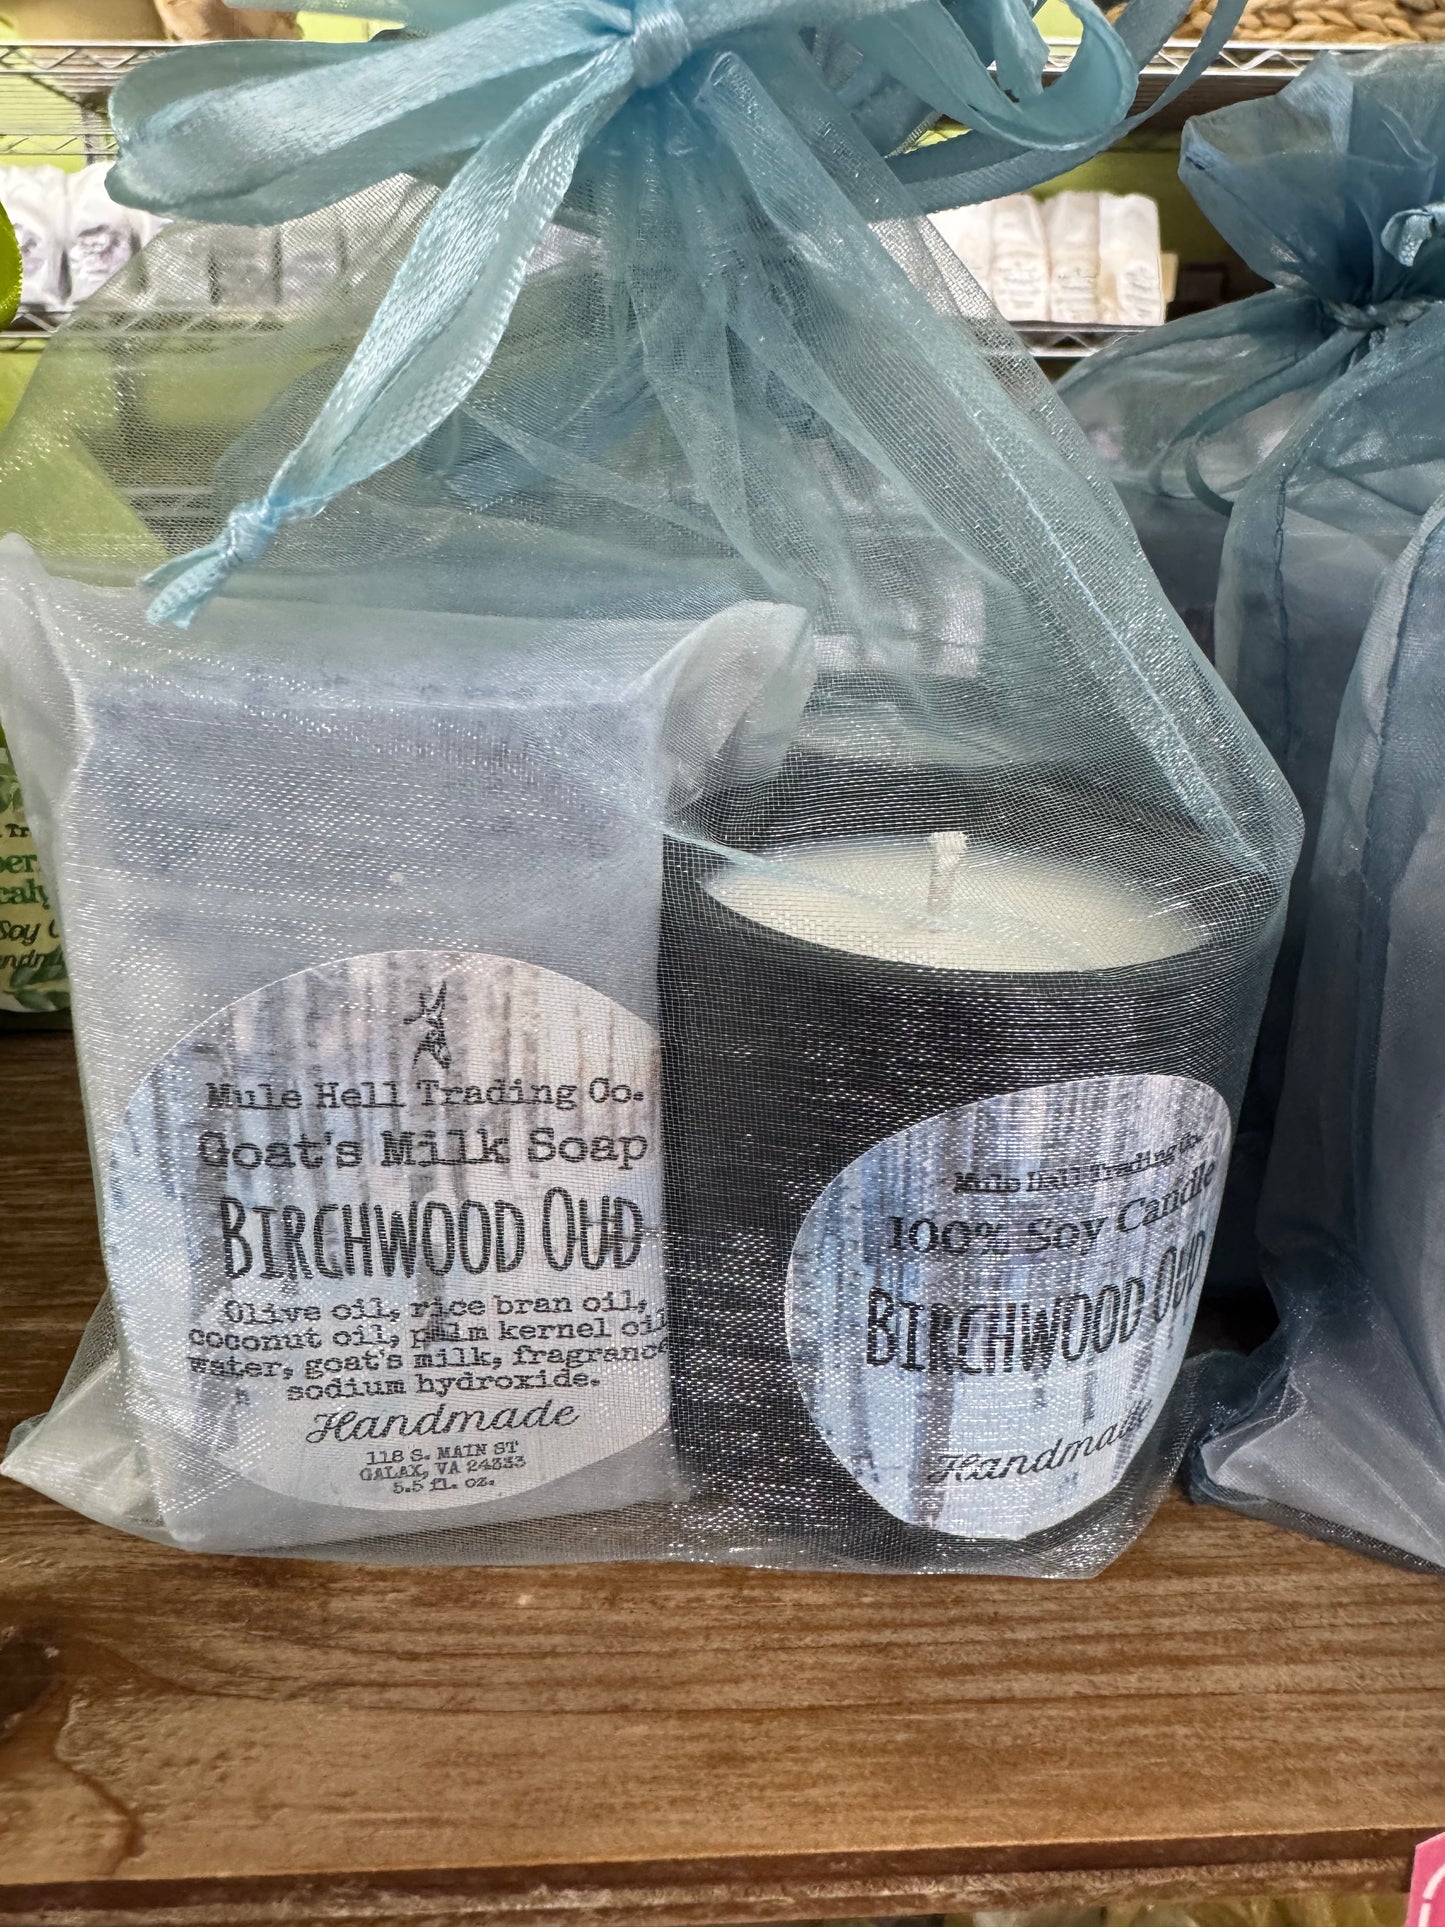 Mule Hell Trading Co.
Goat's Milk Soap
BIRCHWOOD OUD
Olive oil, rice bran oil,
coconut oil, palm kernel oil,
water, goat's milk, fragrance
sodium hydroxide.
Handmade
118 S. MAIN ST
GALAX, VA 24333
5.5 fl. oz.
Mule Hell Trading Co.
100% Soy Candle
BIRCHWOOD OUD
Handmade
Soy